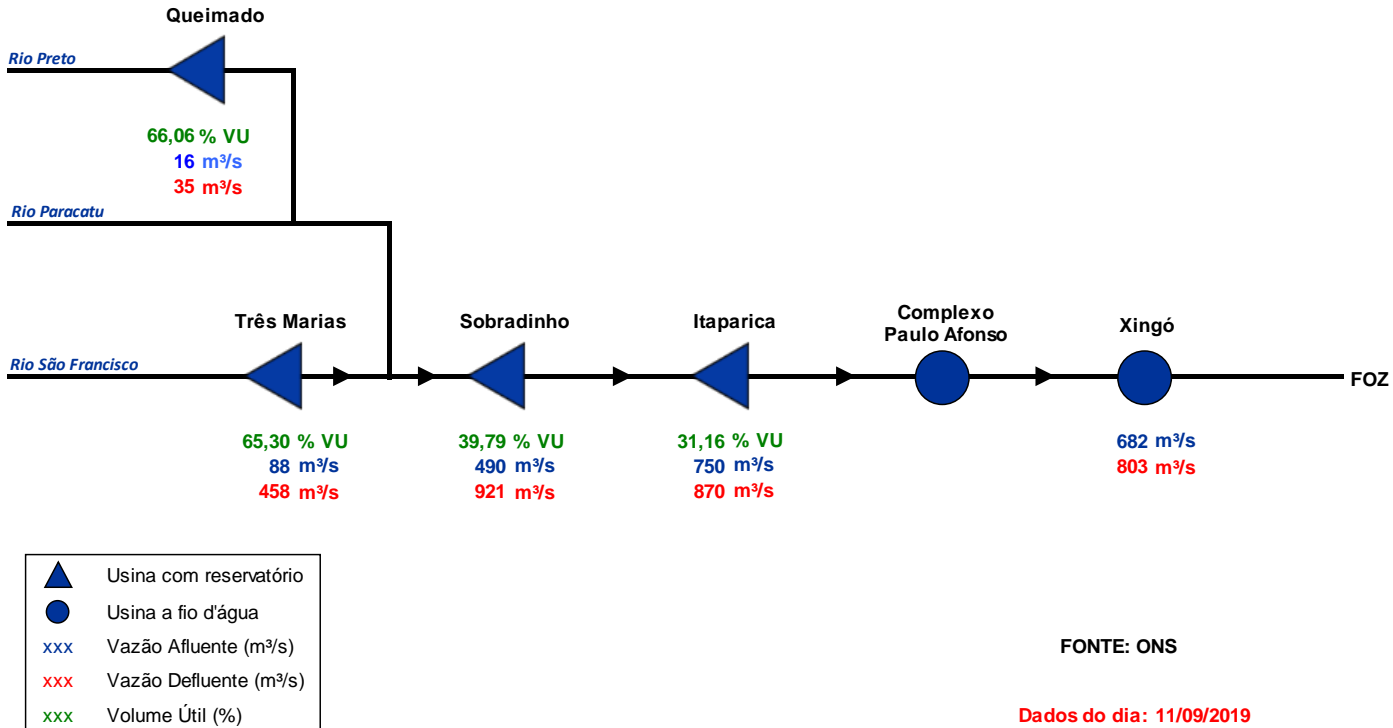 Queimado
Rio Preto
66,06 % VU
16 m³/s
35 m³/s
Rio Paracatu
Três Marias
Sobradinho
Itaparica
Complexo
Paulo Afonso
Xingó
Rio São Francisco
FOZ
65,30 % VU
88 m³/s
458 m³/s
39,79 % VU
490 m³/s
921 m³/s
31,16 % VU
750 m³/s
870 m³/s
682 m³/s
803 m³/s
Usina com reservatório
Usina a fio d'água
xxx Vazão Afluente (m³/s)
xxx Vazão Defluente (m³/s)
xxx Volume Útil (%)
FONTE: ONS
Dados do dia: 11/09/2019